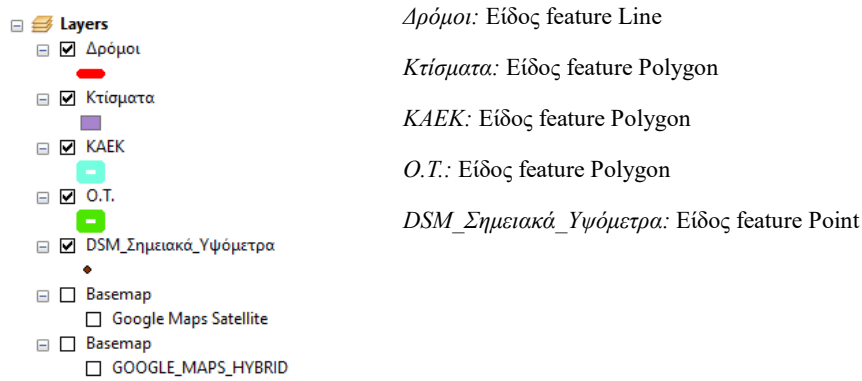 Layers
Δρόμοι
Κτίσματα
ΚΑΕΚ
Ο.Τ.
DSM_Σημειακά_Υψόμετρα
Basemap
Google Maps Satellite
Basemap
GOOGLE_MAPS_HYBRID
Δρόμοι: Είδος feature Line
Κτίσματα: Είδος feature Polygon
ΚΑΕΚ: Είδος feature Polygon
Ο.Τ.: Είδος feature Polygon
DSM_Σημειακά_Υψόμετρα: Είδος feature Point